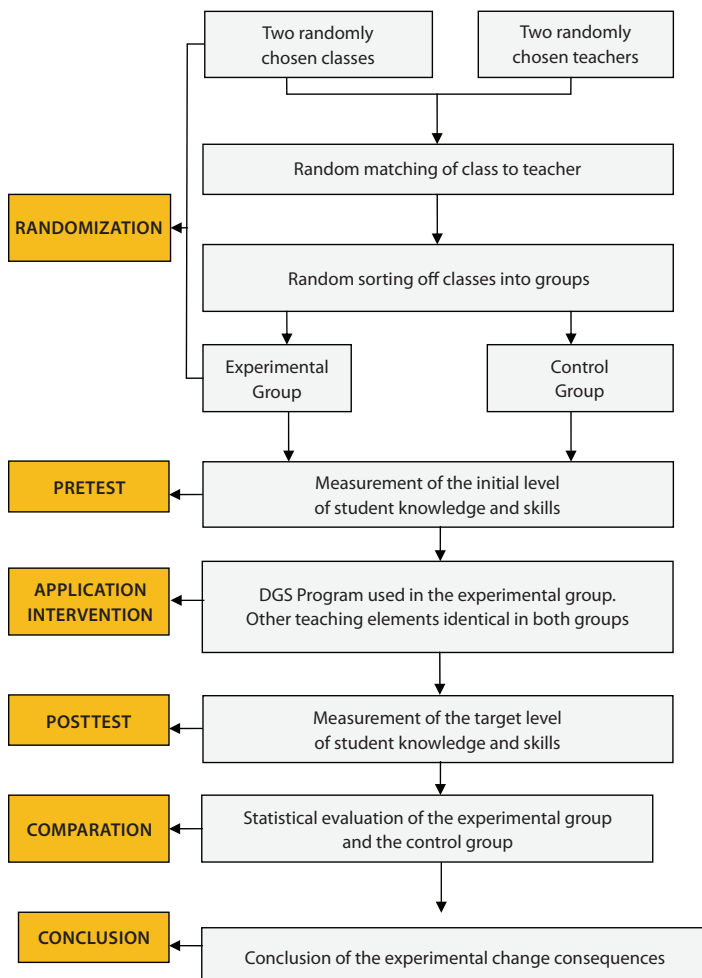 Two randomly
chosen classes
Two randomly
chosen teachers
Random matching of class to teacher
RANDOMIZATION
Random sorting off classes into groups
Experimental
Group
Control
Group
PRETEST
Measurement of the initial level
of student knowledge and skills
APPLICATION
INTERVENTION
DGS Program used in the experimental group.
Other teaching elements identical in both groups
POSTTEST
Measurement of the target level
of student knowledge and skills
COMPARATION
Statistical evaluation of the experimental group
and the control group
CONCLUSION
Conclusion of the experimental change consequences